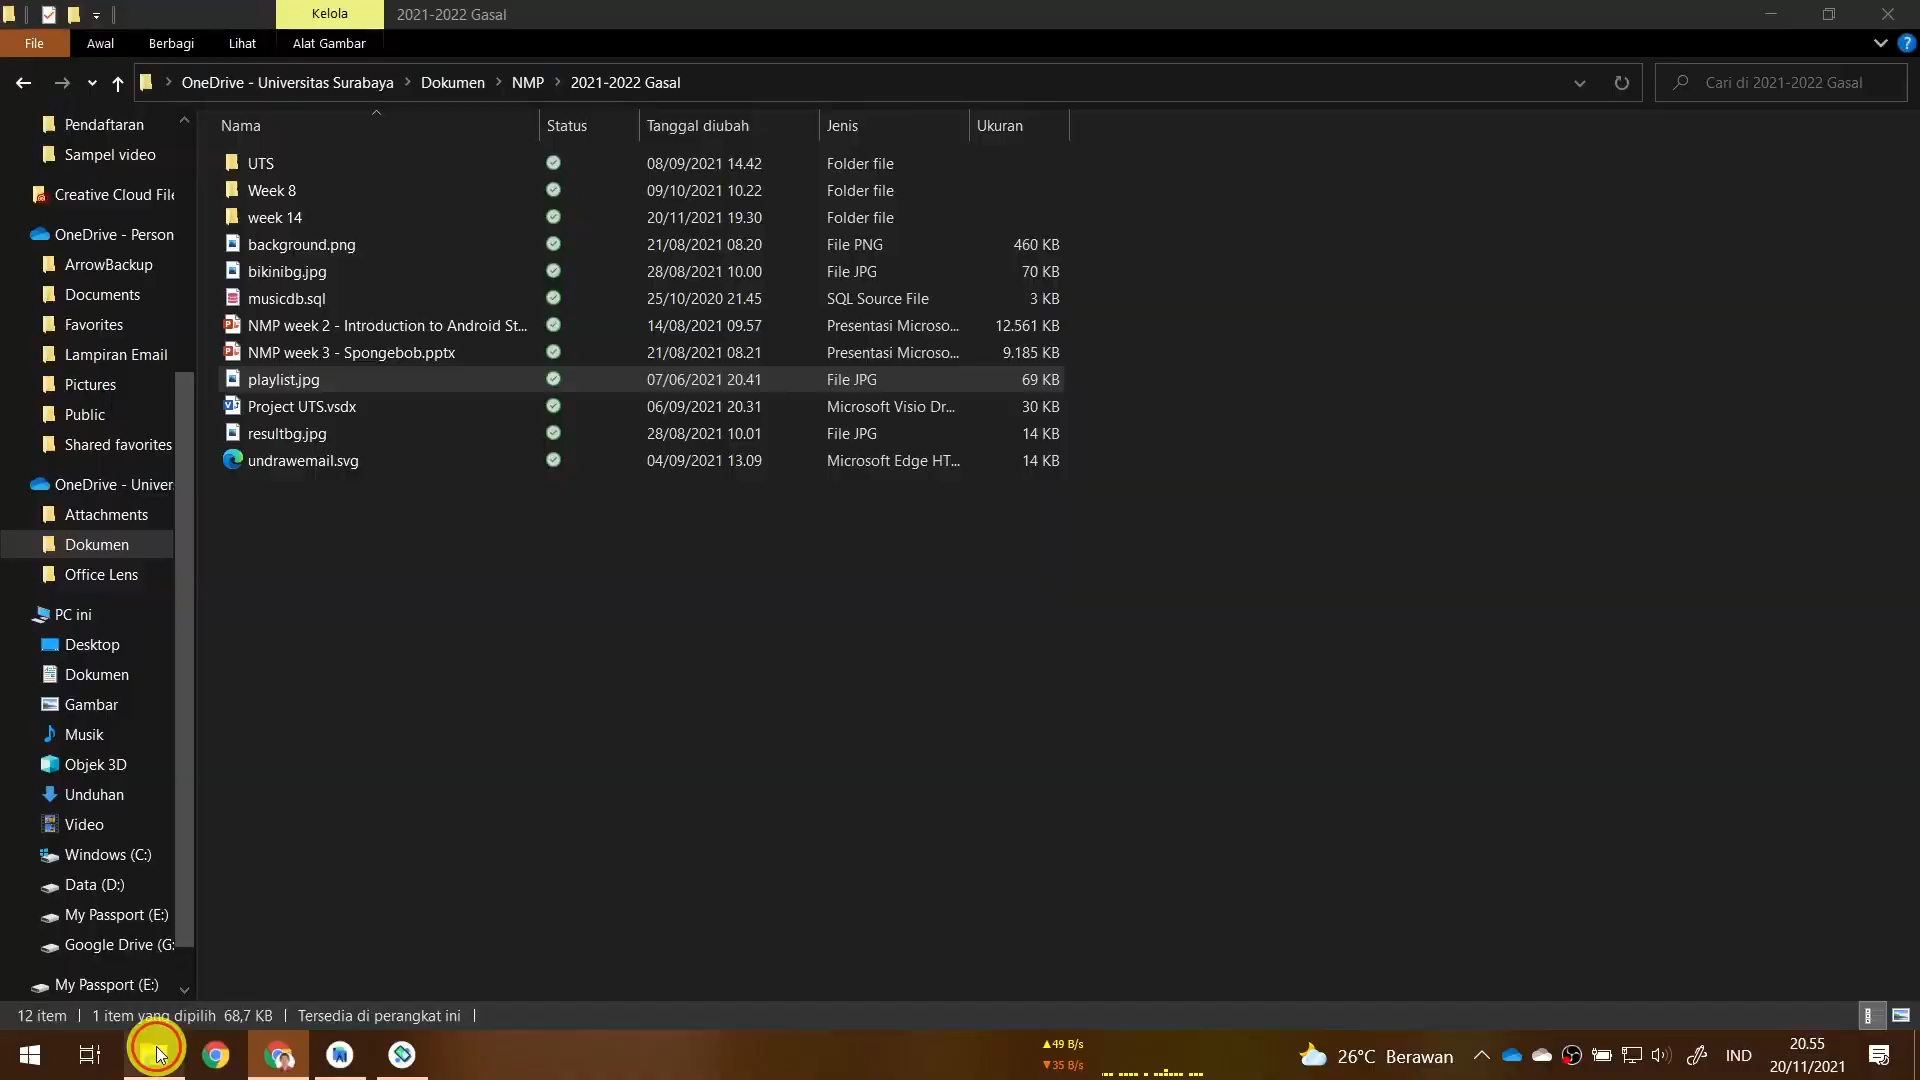 Kelola 2021-2022 Gasal
File Awal Berbagi Lihat Alat Gambar
OneDrive - Universitas Surabaya Dokumen NMP 2021-2022 Gasal Cari di 2021-2022 Gasal
Pendaftaran
Sampel video
Creative Cloud File
OneDrive - Person
ArrowBackup
Documents
Favorites
Lampiran Email
Pictures
Public
Shared favorites
OneDrive - Univer
Attachments
Dokumen
Office Lens
PC ini
Desktop
Dokumen
Gambar
Musik
Objek 3D
Unduhan
Video
Windows (C:)
Data (D:)
My Passport (E:)
Google Drive (G:
My Passport (E:)
Nama Status Tanggal diubah Jenis Ukuran
UTS 08/09/2021 14.42 Folder file
Week 8 09/10/2021 10.22 Folder file
week 14 20/11/2021 19.30 Folder file
background.png 21/08/2021 08.20 File PNG 460 KB
bikinibg.jpg 28/08/2021 10.00 File JPG 70 KB
musicdb.sql 25/10/2020 21.45 SQL Source File 3 KB
NMP week 2 - Introduction to Android St... 14/08/2021 09.57 Presentasi Microso... 12.561 KB
NMP week 3 - Spongebob.pptx 21/08/2021 08.21 Presentasi Microso... 9.185 KB
playlist.jpg 07/06/2021 20.41 File JPG 69 KB
Project UTS.vsdx 06/09/2021 20.31 Microsoft Visio Dr... 30 KB
resultbg.jpg 28/08/2021 10.01 File JPG 14 KB
undrawemail.svg 04/09/2021 13.09 Microsoft Edge HT... 14 KB
12 item 1 item yang dipilih 68,7 KB Tersedia di perangkat ini
49 B/s
35 B/s
26°C Berawan IND
20.55
20/11/2021